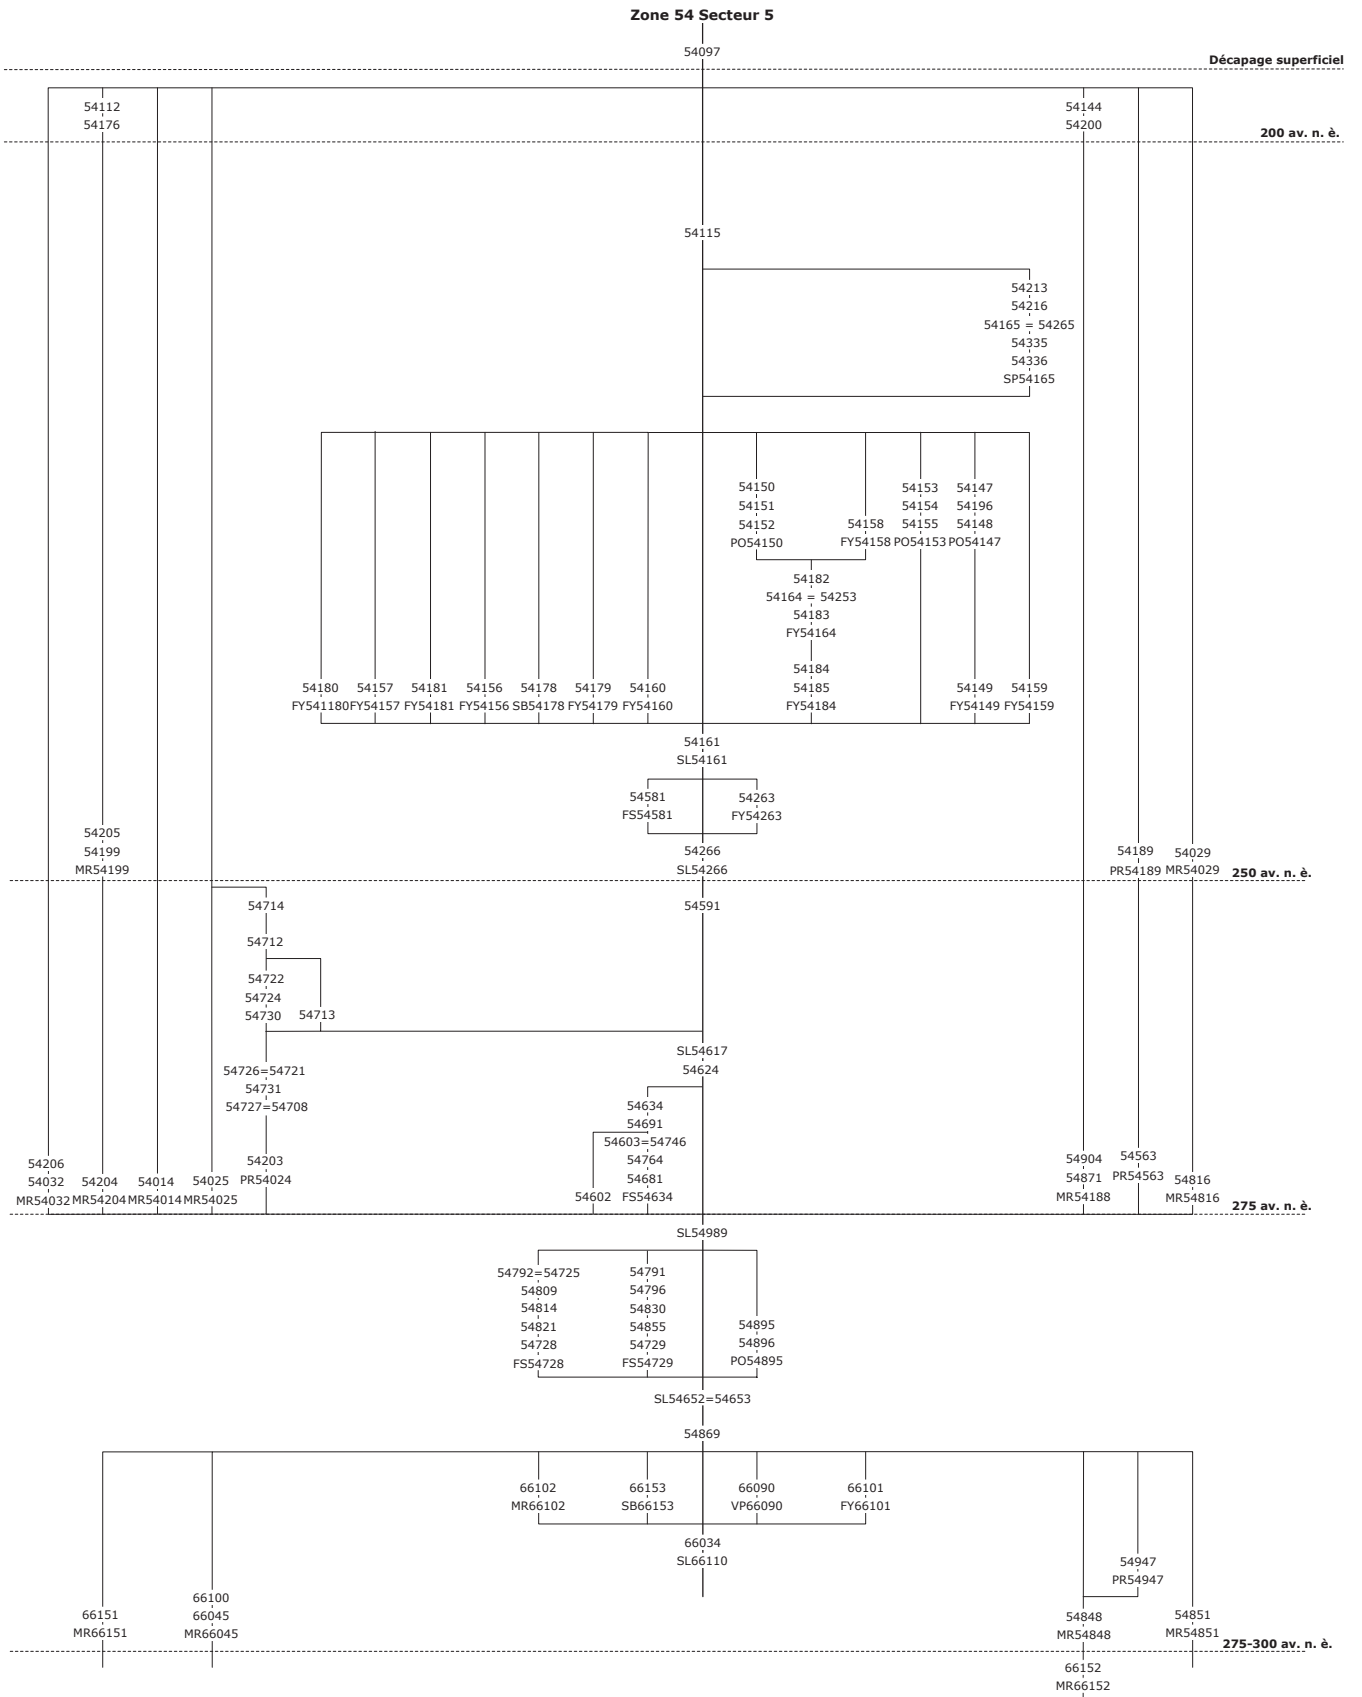 Zone 54 Secteur 5
54097
Décapage superficiel
54112
54176
54144
54200
200 av. n. è.
54115
54213
54216
54165 = 54265
54335
54336
SP54165
54150
54151
54152
PO54150
54158
FY54158
54153
54154
54155
PO54153
54147
54196
54148
PO54147
54182
54164 = 54253
54183
FY54164
54184
54185
FY54184
54180
FY541180
54157
FY54157
54181
FY54181
54156
FY54156
54178
SB54178
54179
FY54179
54160
FY54160
54149
FY54149
54159
FY54159
54161
SL54161
54581
FS54581
54263
FY54263
54266
SL54266
54205
54199
MR54199
54189
PR54189
54029
MR54029
250 av. n. è.
54714
54712
54722
54724
54730
54713
54591
SL54617
54624
54726=54721
54731
54727=54708
54203
PR54024
54634
54691
54603=54746
54764
54681
FS54634
54602
54206
54032
MR54032
54204
MR54204
54014
MR54014
54025
MR54025
54904
54871
MR54188
54563
PR54563
54816
MR54816
275 av. n. è.
SL54989
54792=54725
54809
54814
54821
54728
FS54728
54791
54796
54830
54855
54729
FS54729
54895
54896
PO54895
SL54652=54653
54869
66102
MR66102
66153
SB66153
66090
VP66090
66101
FY66101
66034
SL66110
54947
PR54947
66151
MR66151
66100
66045
MR66045
54848
MR54848
54851
MR54851
275-300 av. n. è.
66152
MR66152